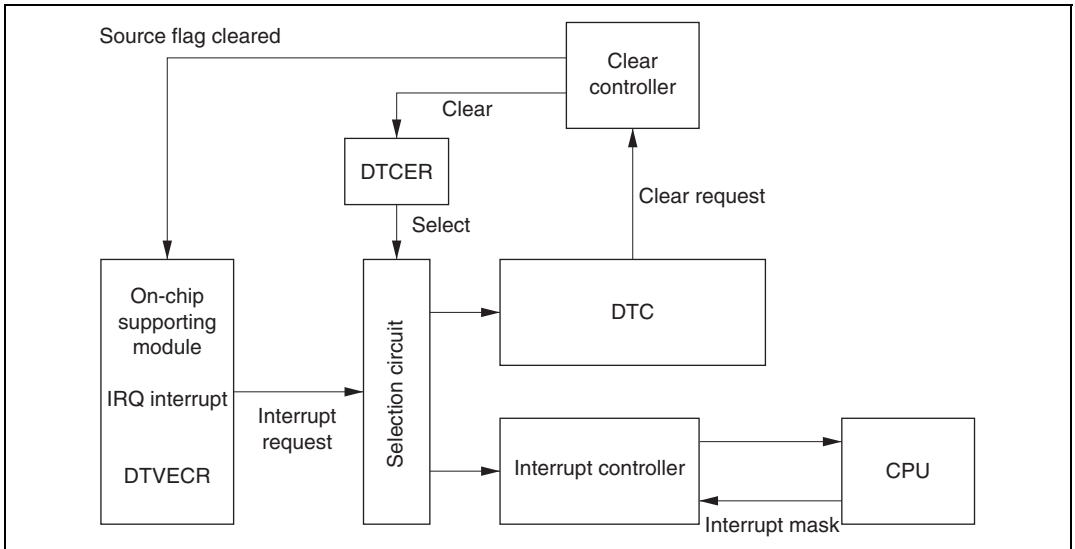 Source flag cleared
Clear
controller
Clear
DTCER
Clear request
Select
On-chip
supporting
module
IRQ interrupt
DTVECR
Interrupt
request
Selection circuit
DTC
Interrupt controller
CPU
Interrupt mask